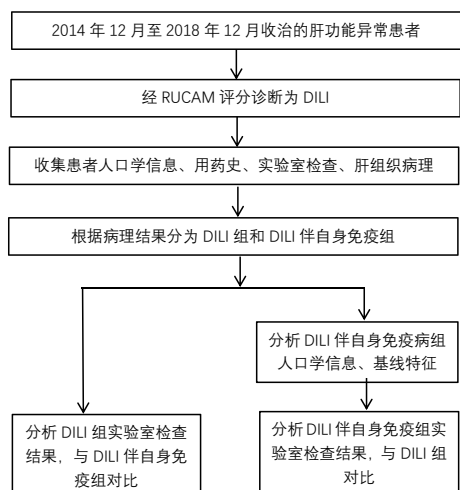 2014 年 12 月至 2018 年 12 月收治的肝功能异常患者
经 RUCAM 评分诊断为 DILI
收集患者人口学信息、用药史、实验室检查、肝组织病理
根据病理结果分为 DILI 组和 DILI 伴自身免疫组
分析 DILI 伴自身免疫病组
人口学信息、基线特征
分析 DILI 组实验室检查
结果，与 DILI 伴自身免
疫组对比
分析 DILI 伴自身免疫组实
验室检查结果，与 DILI 组
对比